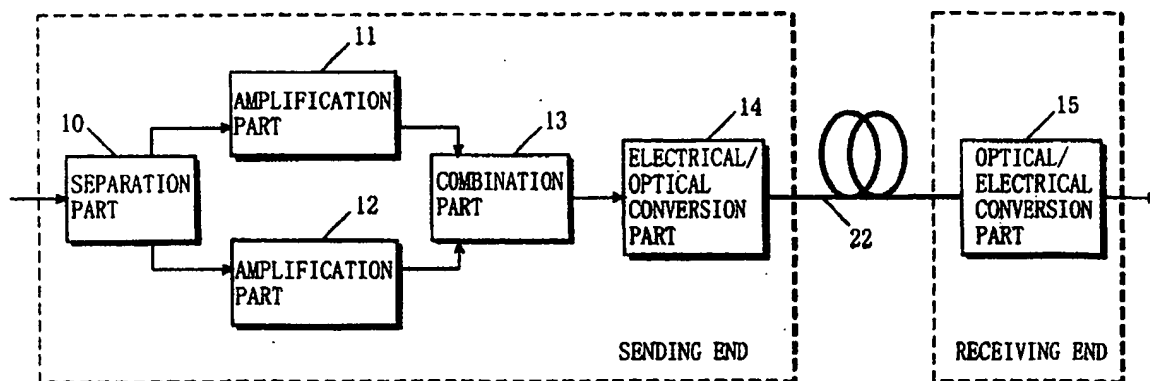 11
AMPLIFICATION
PART
10
SEPARATION
PART
12
AMPLIFICATION
PART
13
COMBINATION
PART
14
ELECTRICAL/
OPTICAL
CONVERSION
PART
22
15
OPTICAL/
ELECTRICAL
CONVERSION
PART
SENDING END
RECEIVING END